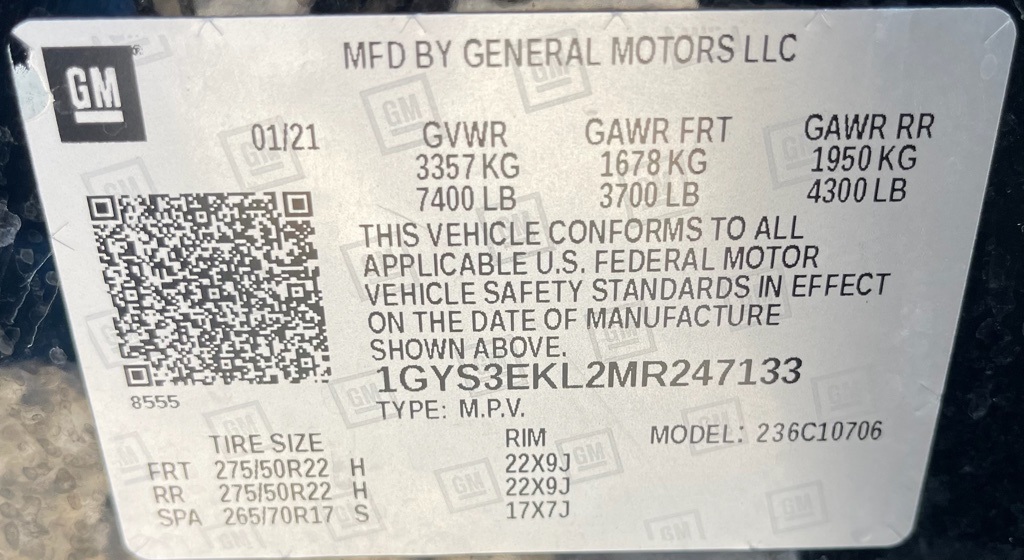 GM
MFD BY GENERAL MOTORS LLC
01/21 GVWR GAWR FRT GAWR RR
3357 KG 1678 KG 1950 KG
7400 LB 3700 LB 4300 LB
THIS VEHICLE CONFORMS TO ALL
APPLICABLE U.S. FEDERAL MOTOR
VEHICLE SAFETY STANDARDS IN EFFECT
ON THE DATE OF MANUFACTURE
SHOWN ABOVE.
1GYS3EKL2MR247133
8555
TYPE: M.P.V.
TIRE SIZE RIM MODEL: 236C10706
FRT 275/50R22 H 22X9J
RR 275/50R22 H 22X9J
SPA 265/70R17 S 17X7J